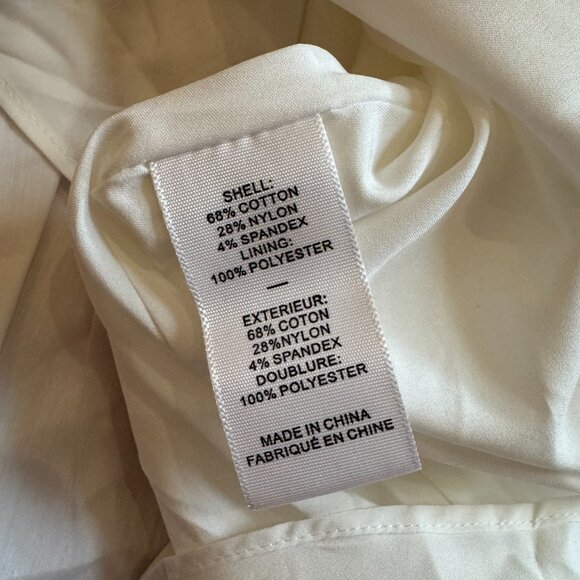 SHELL:
68% COTTON
28% NYLON
4% SPANDEX
LINING:
100% POLYESTER
—
EXTERIEUR:
68% COTON
28%NYLON
4% SPANDEX
DOUBLURE:
100% POLYESTER
MADE IN CHINA
FABRIQUÉ EN CHINE